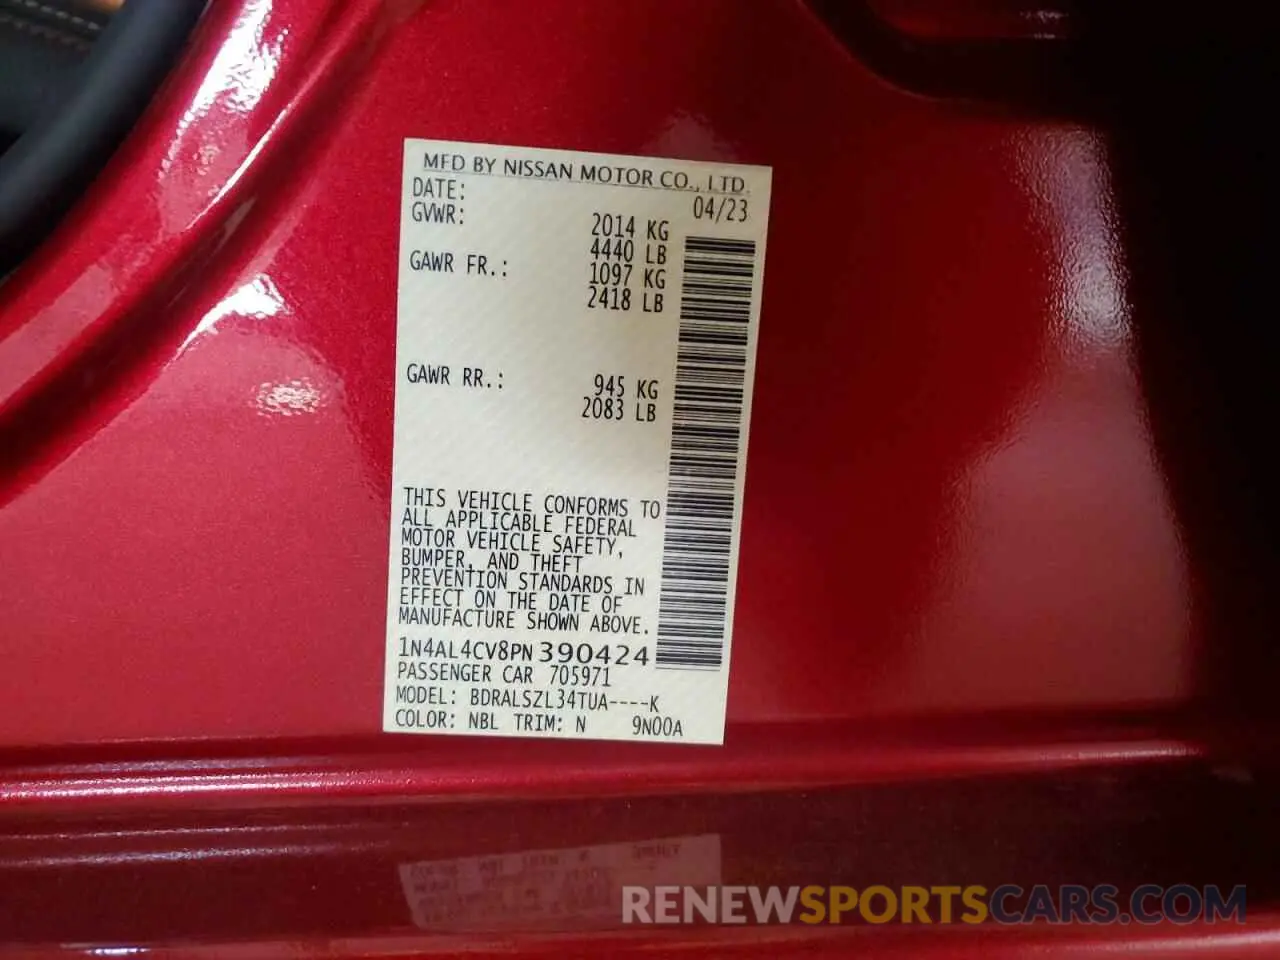 MFD BY NISSAN MOTOR CO., LTD.
DATE: 04/23
GVWR: 2014 KG
4440 LB
GAWR FR.: 1097 KG
2418 LB
GAWR RR.: 945 KG
2083 LB
THIS VEHICLE CONFORMS TO
ALL APPLICABLE FEDERAL
MOTOR VEHICLE SAFETY,
BUMPER, AND THEFT
PREVENTION STANDARDS IN
EFFECT ON THE DATE OF
MANUFACTURE SHOWN ABOVE.
1N4AL4CV8PN390424
PASSENGER CAR 705971
MODEL: BDRALSZL34TUA----K
COLOR: NBL TRIM: N 9N00A
RENEWSPORTSCARS.COM